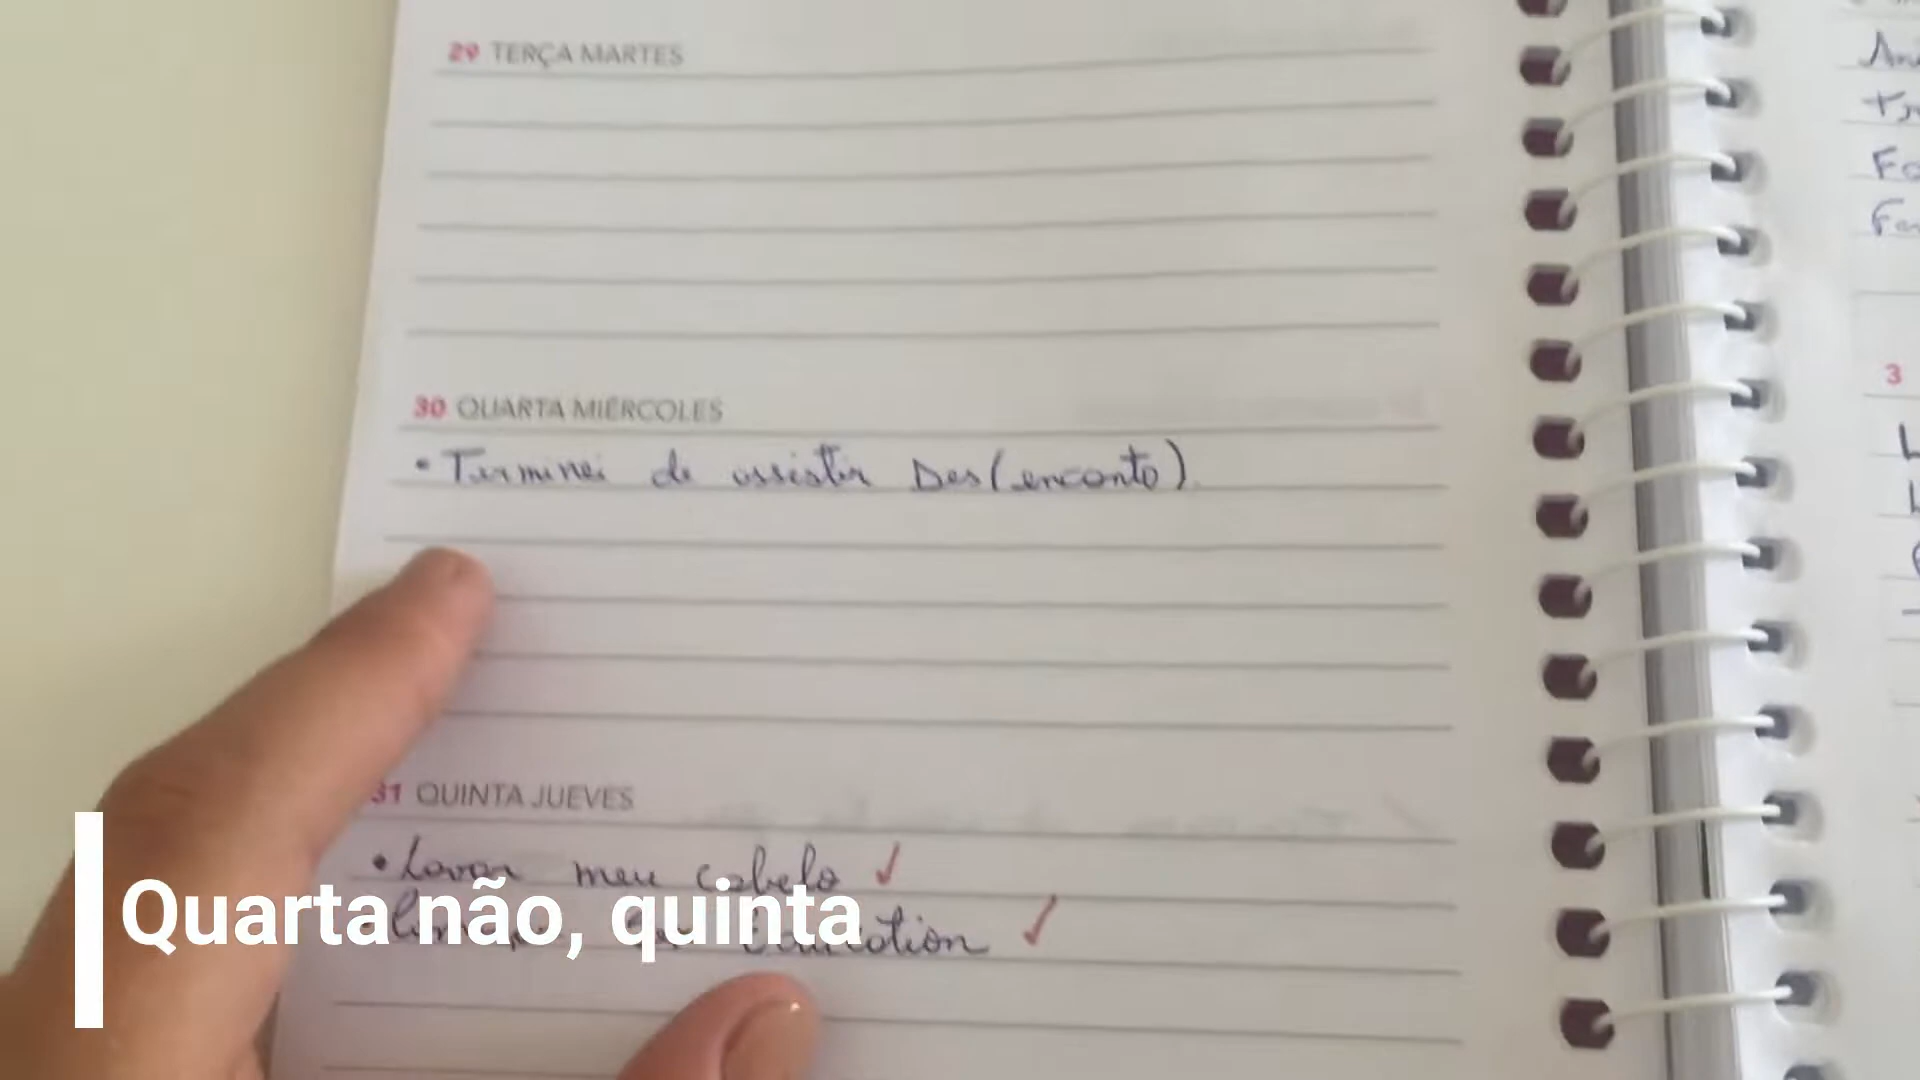 29 TERÇA MARTES
30 QUARTA MIÉRCOLES
• Terminei de assistir Des(encanto)
31 QUINTA JUEVES
• Lavar meu cabelo ✓
✓
Quarta não, quinta
3